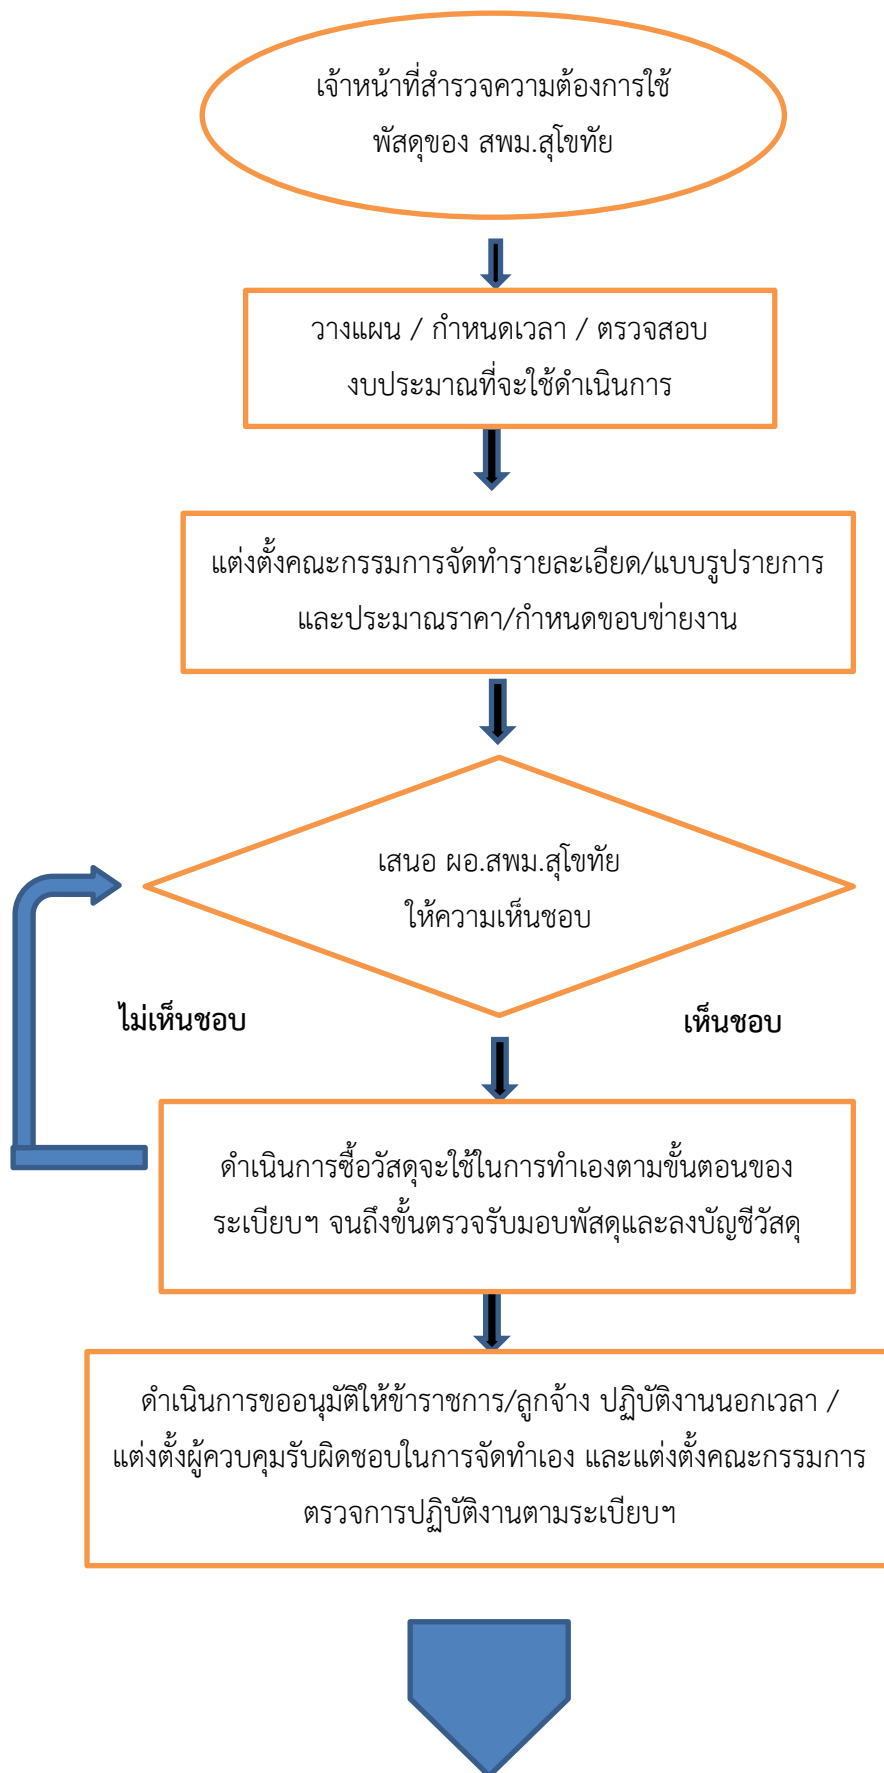 เจ้าหน้าที่สำรวจความต้องการใช้
พัสดุของ สพม.สุโขทัย
วางแผน / กำหนดเวลา / ตรวจสอบ
งบประมาณที่จะใช้ดำเนินการ
แต่งตั้งคณะกรรมการจัดทำรายละเอียด/แบบรูปรายการ
และประมาณราคา/กำหนดขอบข่ายงาน
เสนอ ผอ.สพม.สุโขทัย
ให้ความเห็นชอบ
ไม่เห็นชอบ
เห็นชอบ
ดำเนินการซื้อวัสดุจะใช้ในการทำเองตามขั้นตอนของ
ระเบียบฯ จนถึงขั้นตรวจรับมอบพัสดุและลงบัญชีวัสดุ
ดำเนินการขออนุมัติให้ข้าราชการ/ลูกจ้าง ปฏิบัติงานนอกเวลา /
แต่งตั้งผู้ควบคุมรับผิดชอบในการจัดทำเอง และแต่งตั้งคณะกรรมการ
ตรวจการปฏิบัติงานตามระเบียบฯ